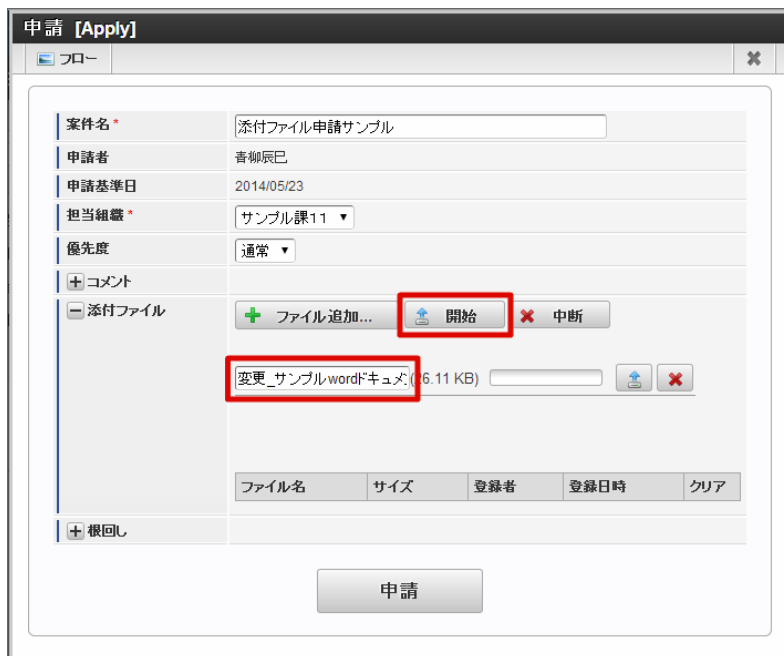 申請 [Apply]
フロー
案件名* 添付ファイル申請サンプル
申請者 青柳辰巳
申請基準日 2014/05/23
担当組織* サンプル課11
優先度 通常
コメント
添付ファイル ファイル追加... 開始 中断
変更_サンプルwordドキュメ (26.11 KB)
ファイル名 サイズ 登録者 登録日時 クリア
根回し
申請